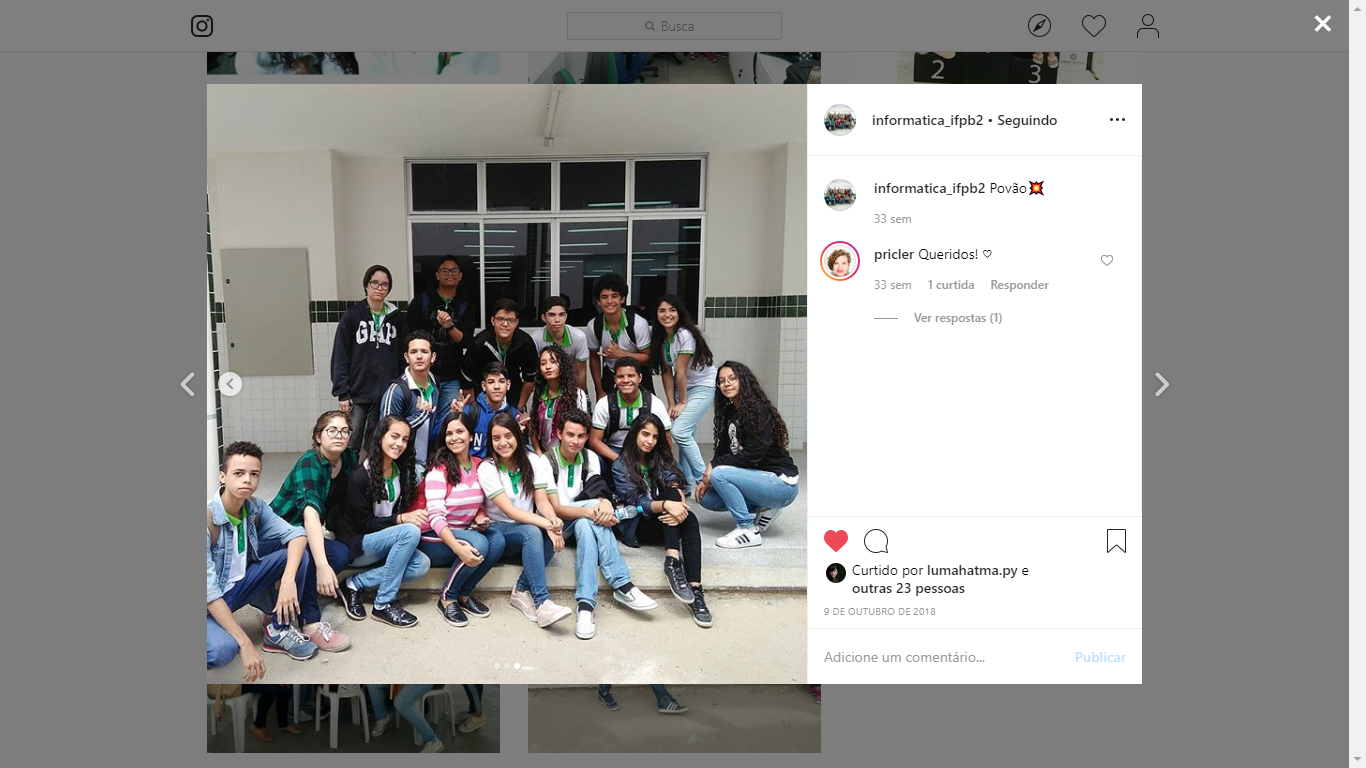 Busca
2
3
informatica_ifpb2 • Seguindo
informatica_ifpb2 Povão💥
33 sem
pricler Queridos! ♡
33 sem 1 curtida Responder
Ver respostas (1)
GAP
N
Curtido por lumahatma.py e
outras 23 pessoas
9 DE OUTUBRO DE 2018
Adicione um comentário... Publicar